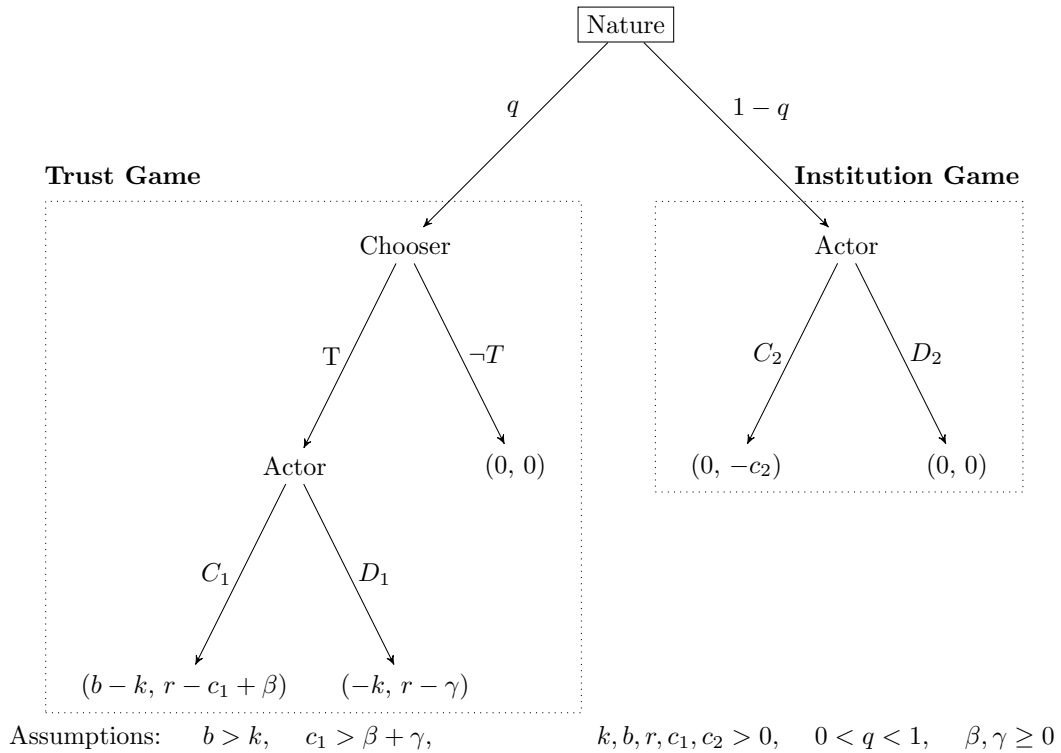 Nature
q
1 − q
Trust Game
Institution Game
Chooser
Actor
T
¬T
C₂
D₂
Actor
(0, 0)
(0, −c₂)
(0, 0)
C₁
D₁
(b − k, r − c₁ + β)
(−k, r − γ)
Assumptions: b > k, c₁ > β + γ, k, b, r, c₁, c₂ > 0, 0 < q < 1, β, γ ≥ 0